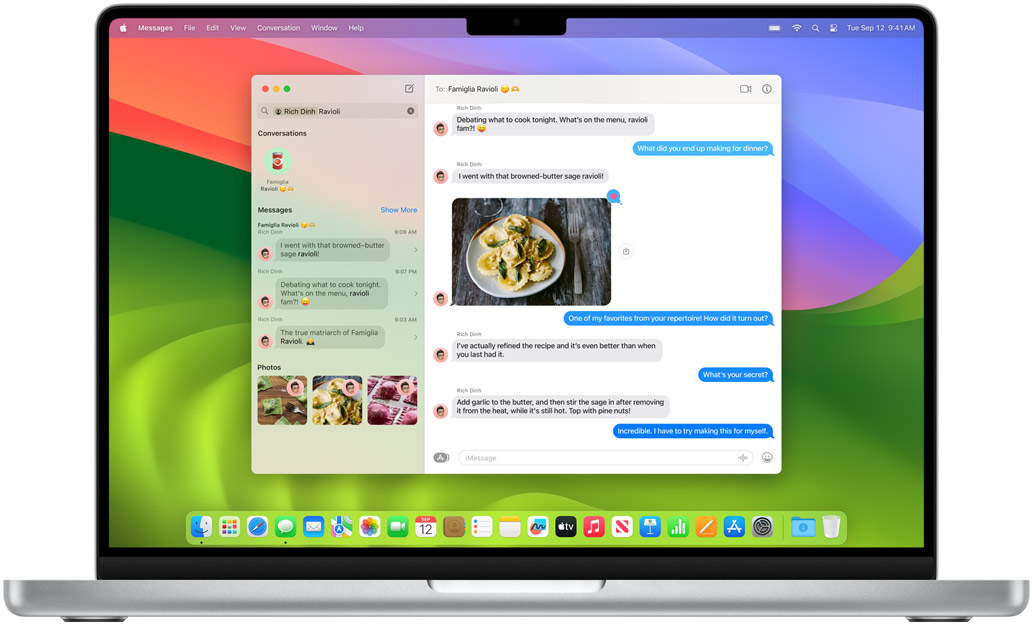 Messages File Edit View Conversation Window Help
Tue Sep 12 9:41 AM
Rich Dinh Ravioli
Conversations
Famiglia
Ravioli 😋🫶
Messages Show More
Famiglia Ravioli 😋🫶
Rich Dinh 9:09 AM
I went with that browned-butter
sage ravioli!
Rich Dinh 9:07 PM
Debating what to cook tonight.
What's on the menu, ravioli
fam?! 😛
Rich Dinh 9:03 AM
The true matriarch of Famiglia
Ravioli.
Photos
To: Famiglia Ravioli 😋🫶
Rich Dinh
Debating what to cook tonight. What's on the menu, ravioli
fam?! 😛
What did you end up making for dinner?
Rich Dinh
I went with that browned-butter sage ravioli!
One of my favorites from your repertoire! How did it turn out?
Rich Dinh
I've actually refined the recipe and it's even better than when
you last had it.
What's your secret?
Rich Dinh
Add garlic to the butter, and then stir the sage in after removing
it from the heat, while it's still hot. Top with pine nuts!
Incredible. I have to try making this for myself.
iMessage
SEP
12
tv